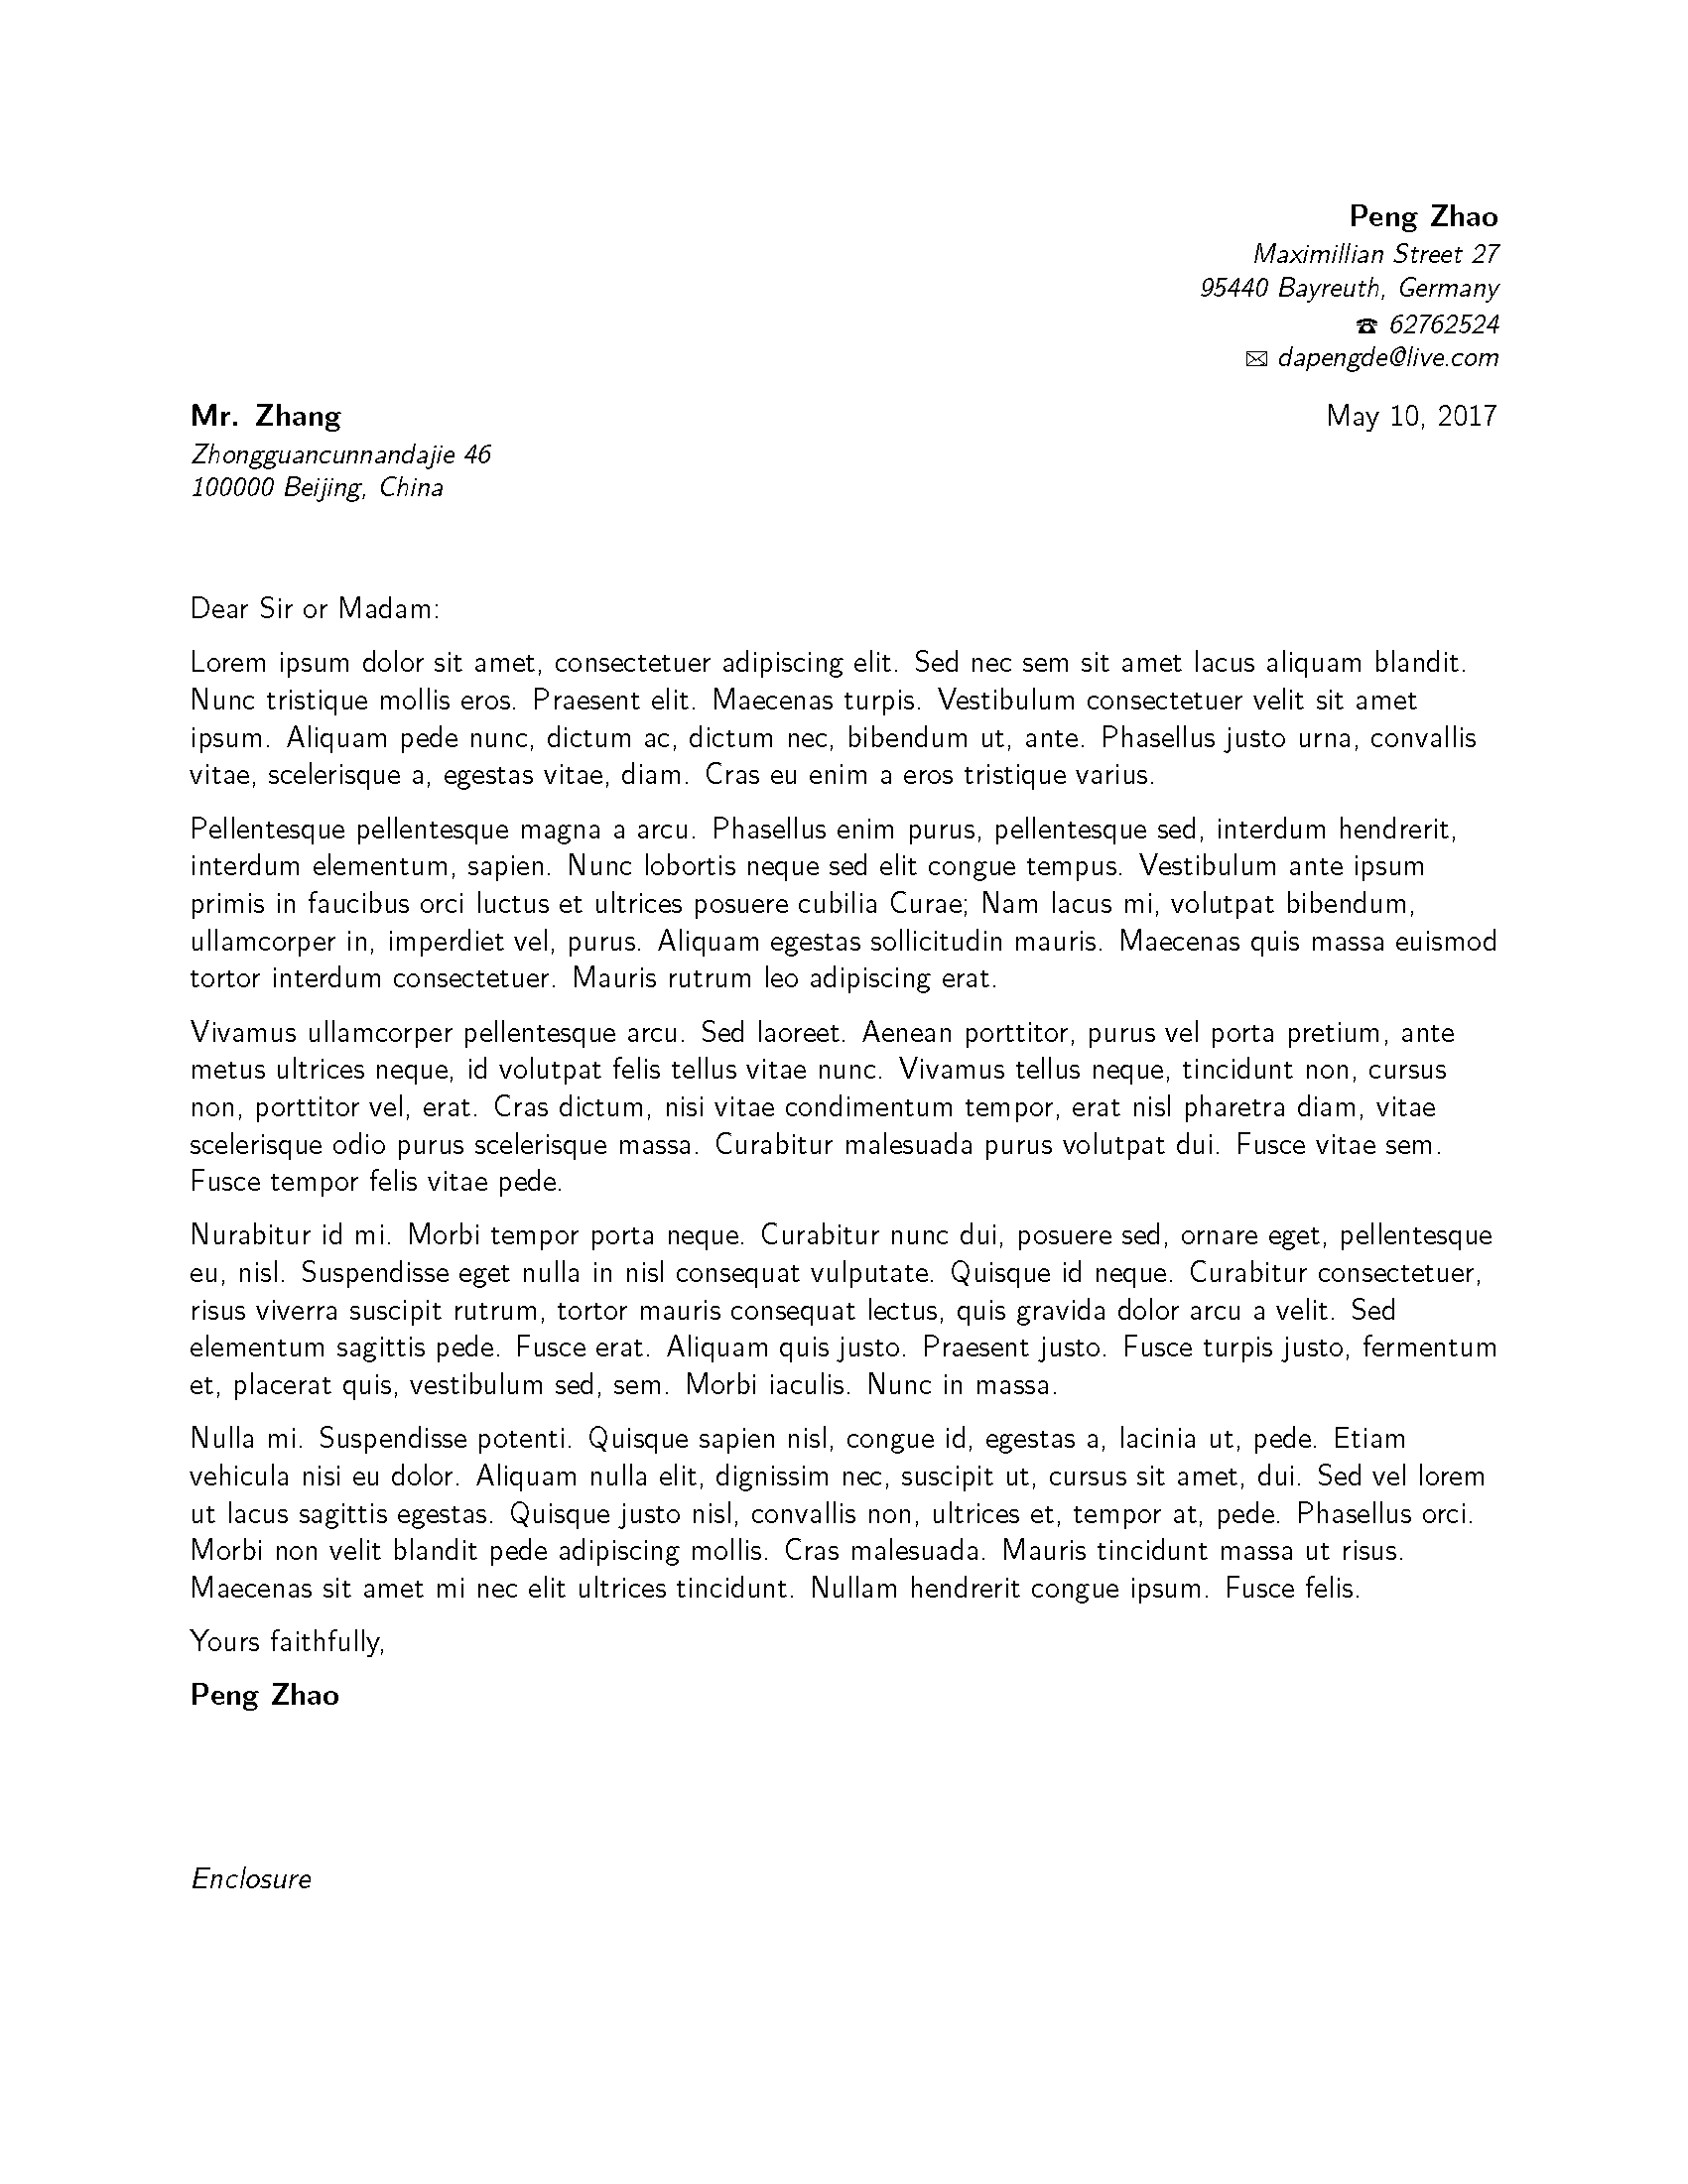 Peng Zhao
Maximillian Street 27
95440 Bayreuth, Germany
☎ 62762524
✉ dapengde@live.com
Mr. Zhang
May 10, 2017
Zhongguancunnandajie 46
100000 Beijing, China
Dear Sir or Madam:
Lorem ipsum dolor sit amet, consectetuer adipiscing elit. Sed nec sem sit amet lacus aliquam blandit.
Nunc tristique mollis eros. Praesent elit. Maecenas turpis. Vestibulum consectetuer velit sit amet
ipsum. Aliquam pede nunc, dictum ac, dictum nec, bibendum ut, ante. Phasellus justo urna, convallis
vitae, scelerisque a, egestas vitae, diam. Cras eu enim a eros tristique varius.
Pellentesque pellentesque magna a arcu. Phasellus enim purus, pellentesque sed, interdum hendrerit,
interdum elementum, sapien. Nunc lobortis neque sed elit congue tempus. Vestibulum ante ipsum
primis in faucibus orci luctus et ultrices posuere cubilia Curae; Nam lacus mi, volutpat bibendum,
ullamcorper in, imperdiet vel, purus. Aliquam egestas sollicitudin mauris. Maecenas quis massa euismod
tortor interdum consectetuer. Mauris rutrum leo adipiscing erat.
Vivamus ullamcorper pellentesque arcu. Sed laoreet. Aenean porttitor, purus vel porta pretium, ante
metus ultrices neque, id volutpat felis tellus vitae nunc. Vivamus tellus neque, tincidunt non, cursus
non, porttitor vel, erat. Cras dictum, nisi vitae condimentum tempor, erat nisl pharetra diam, vitae
scelerisque odio purus scelerisque massa. Curabitur malesuada purus volutpat dui. Fusce vitae sem.
Fusce tempor felis vitae pede.
Nurabitur id mi. Morbi tempor porta neque. Curabitur nunc dui, posuere sed, ornare eget, pellentesque
eu, nisl. Suspendisse eget nulla in nisl consequat vulputate. Quisque id neque. Curabitur consectetuer,
risus viverra suscipit rutrum, tortor mauris consequat lectus, quis gravida dolor arcu a velit. Sed
elementum sagittis pede. Fusce erat. Aliquam quis justo. Praesent justo. Fusce turpis justo, fermentum
et, placerat quis, vestibulum sed, sem. Morbi iaculis. Nunc in massa.
Nulla mi. Suspendisse potenti. Quisque sapien nisl, congue id, egestas a, lacinia ut, pede. Etiam
vehicula nisi eu dolor. Aliquam nulla elit, dignissim nec, suscipit ut, cursus sit amet, dui. Sed vel lorem
ut lacus sagittis egestas. Quisque justo nisl, convallis non, ultrices et, tempor at, pede. Phasellus orci.
Morbi non velit blandit pede adipiscing mollis. Cras malesuada. Mauris tincidunt massa ut risus.
Maecenas sit amet mi nec elit ultrices tincidunt. Nullam hendrerit congue ipsum. Fusce felis.
Yours faithfully,
Peng Zhao
Enclosure